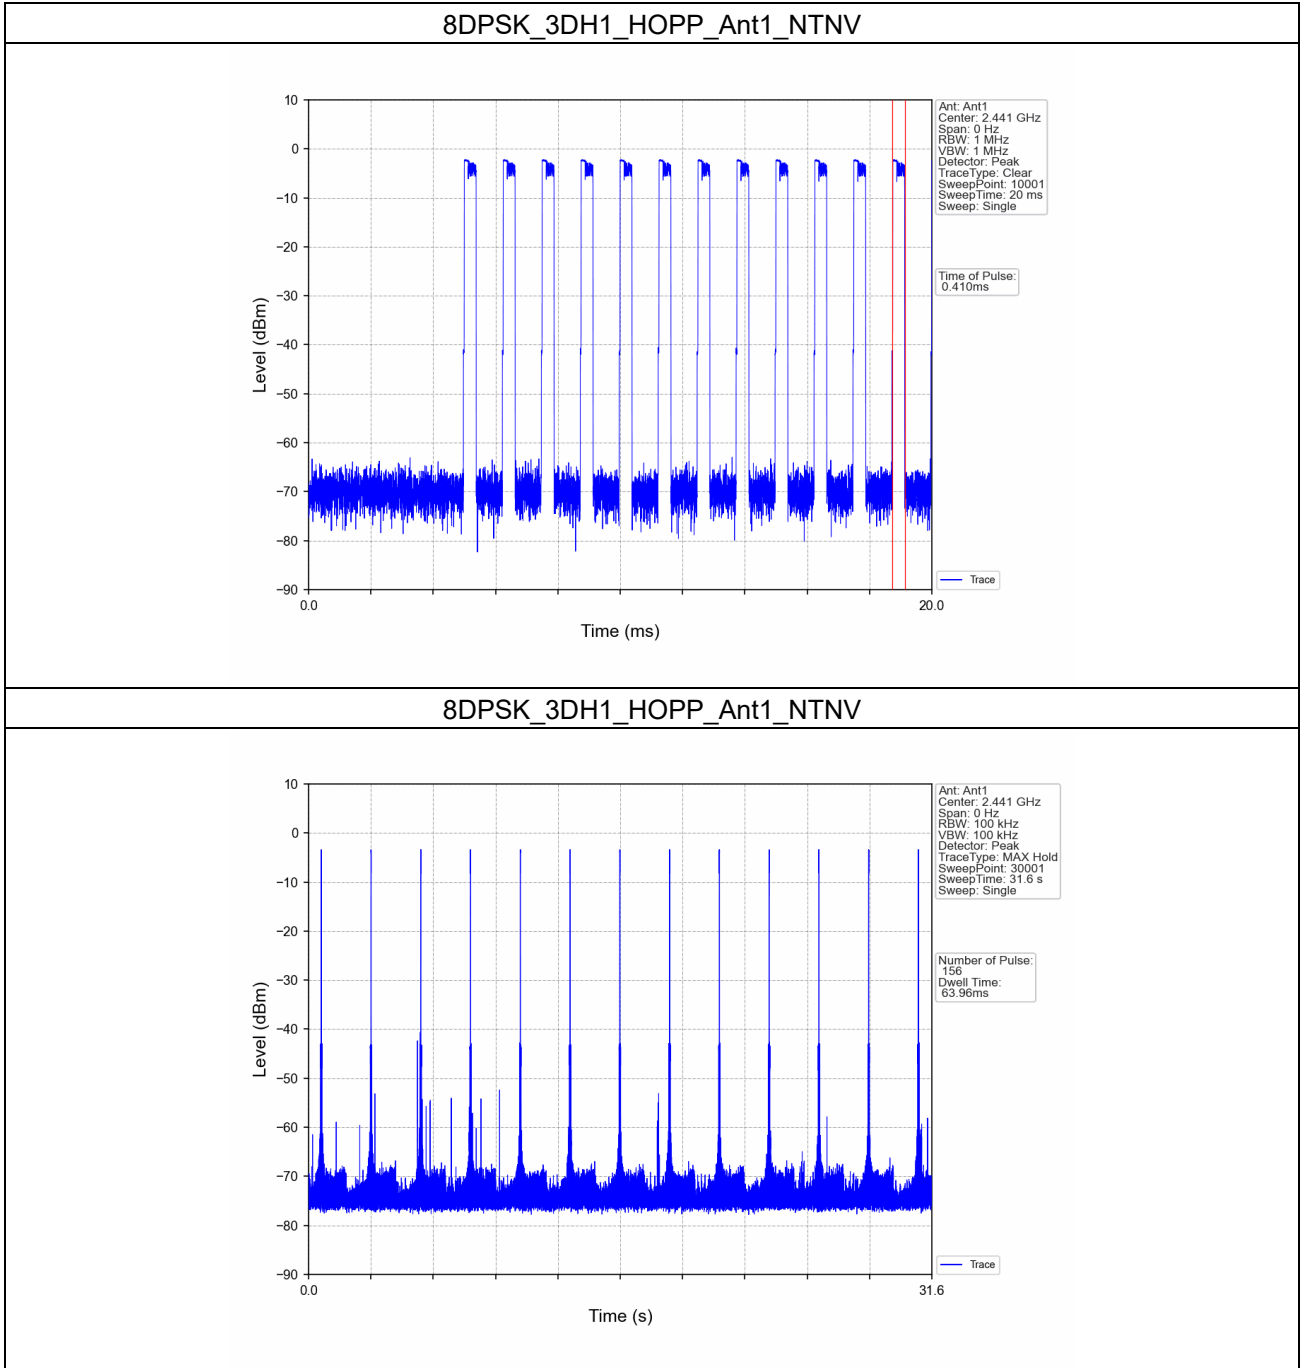 8DPSK_3DH1_HOPP_Ant1_NTNV
10
0
−10
−20
−30
−40
−50
−60
−70
−80
−90
Level (dBm)
0.0
20.0
Time (ms)
Ant: Ant1
Center: 2.441 GHz
Span: 0 Hz
RBW: 1 MHz
VBW: 1 MHz
Detector: Peak
TraceType: Clear
SweepPoint: 10001
SweepTime: 20 ms
Sweep: Single
Time of Pulse:
0.410ms
Trace
8DPSK_3DH1_HOPP_Ant1_NTNV
10
0
−10
−20
−30
−40
−50
−60
−70
−80
−90
Level (dBm)
0.0
31.6
Time (s)
Ant: Ant1
Center: 2.441 GHz
Span: 0 Hz
RBW: 100 kHz
VBW: 100 kHz
Detector: Peak
TraceType: MAX Hold
SweepPoint: 30001
SweepTime: 31.6 s
Sweep: Single
Number of Pulse:
156
Dwell Time:
63.96ms
Trace